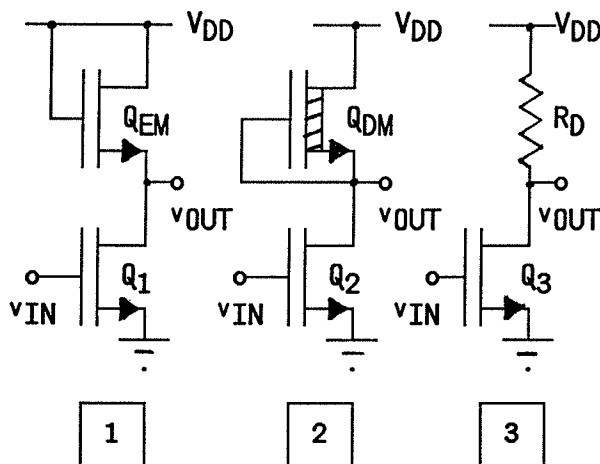 VDD VDD VDD
QEM QDM RD
vOUT vOUT vOUT
Q1 Q2 Q3
vIN vIN vIN
1 2 3